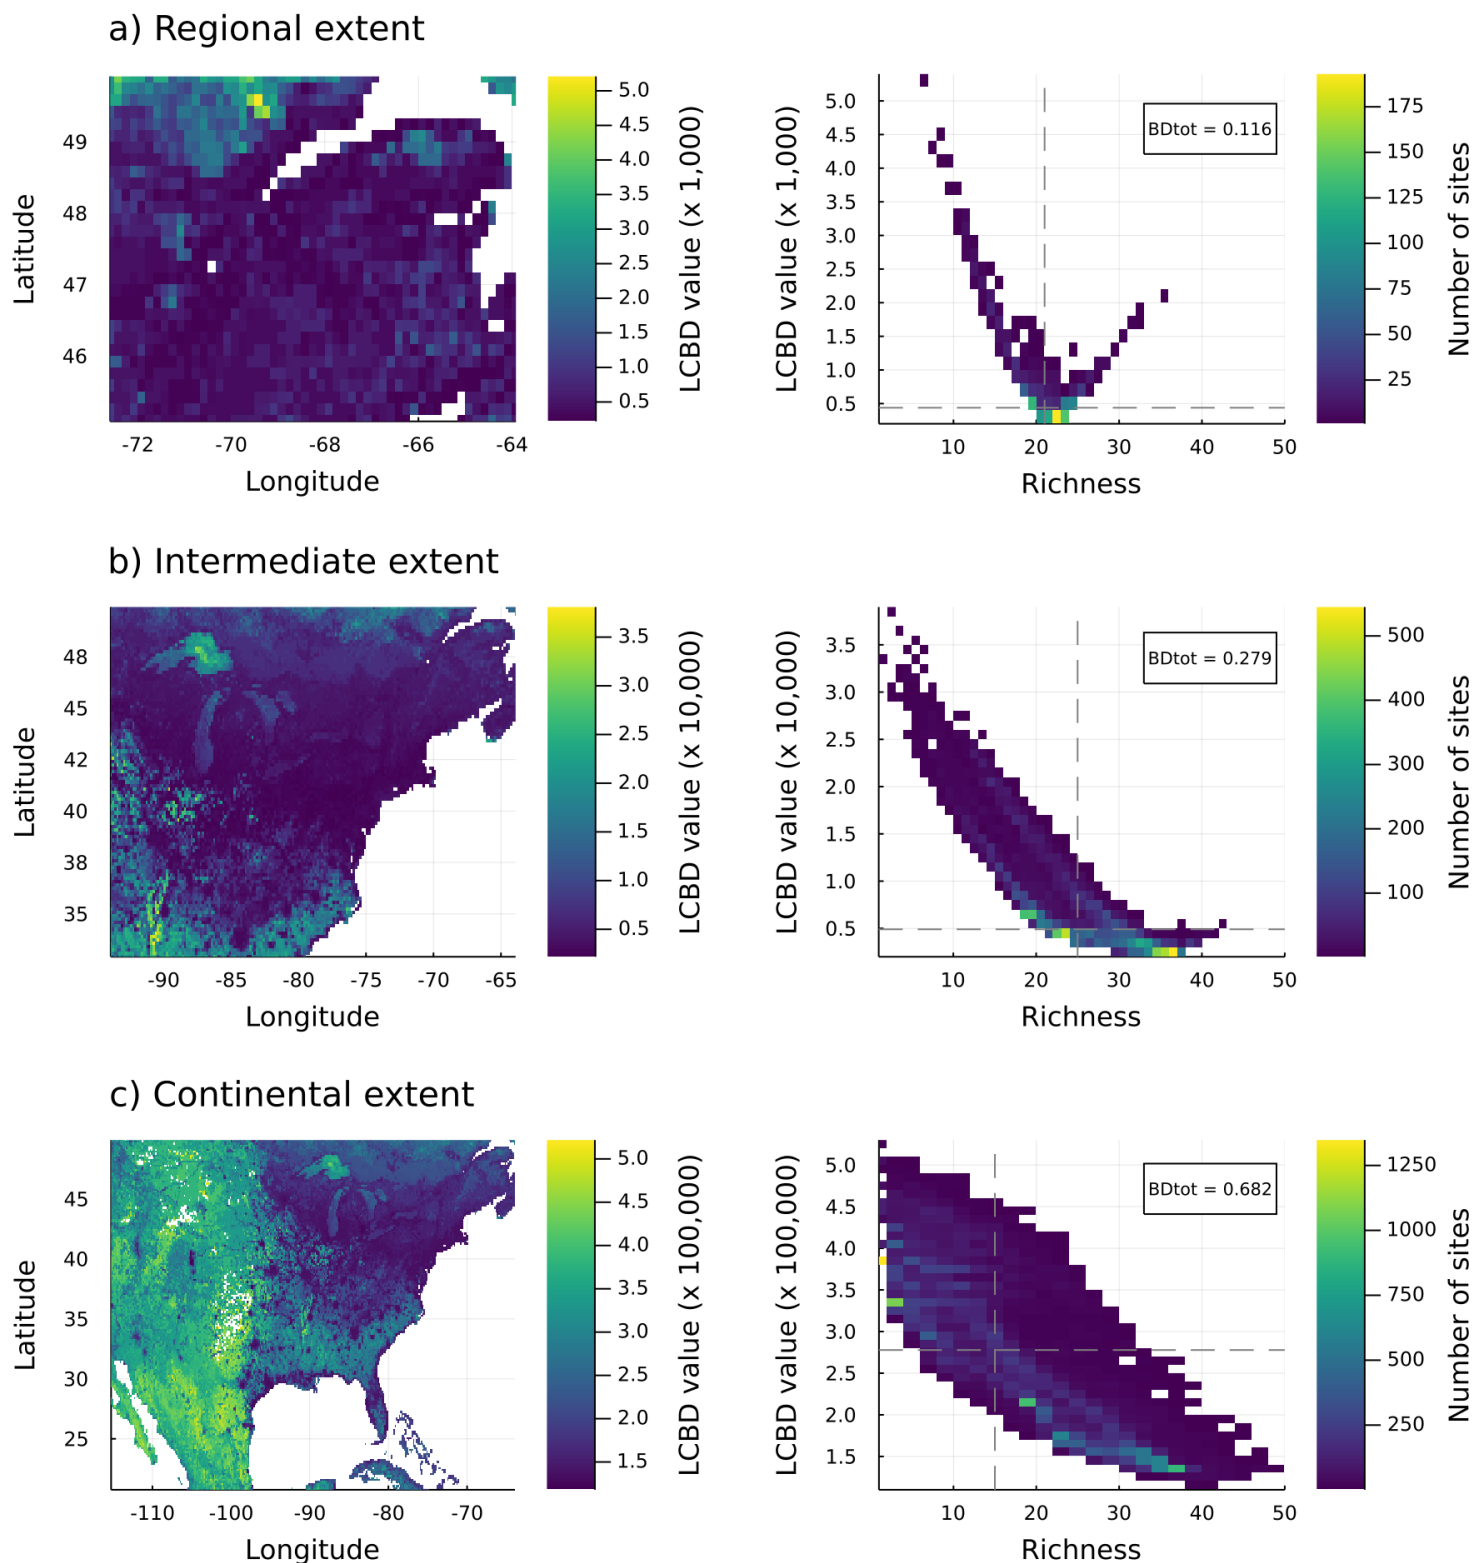 a) Regional extent
Latitude
49
48
47
46
-72 -70 -68 -66 -64
Longitude
5.0
4.5
4.0
3.5
3.0
2.5
2.0
1.5
1.0
0.5
LCBD value (x 1,000)
LCBD value (x 1,000)
5.0
4.5
4.0
3.5
3.0
2.5
2.0
1.5
1.0
0.5
BDtot = 0.116
10 20 30 40 50
Richness
175
150
125
100
75
50
25
Number of sites
b) Intermediate extent
Latitude
48
45
42
40
38
35
-90 -85 -80 -75 -70 -65
Longitude
3.5
3.0
2.5
2.0
1.5
1.0
0.5
LCBD value (x 10,000)
LCBD value (x 10,000)
3.5
3.0
2.5
2.0
1.5
1.0
0.5
BDtot = 0.279
10 20 30 40 50
Richness
500
400
300
200
100
Number of sites
c) Continental extent
Latitude
45
40
35
30
25
-110 -100 -90 -80 -70
Longitude
5.0
4.5
4.0
3.5
3.0
2.5
2.0
1.5
LCBD value (x 100,000)
LCBD value (x 100,000)
5.0
4.5
4.0
3.5
3.0
2.5
2.0
1.5
BDtot = 0.682
10 20 30 40 50
Richness
1250
1000
750
500
250
Number of sites